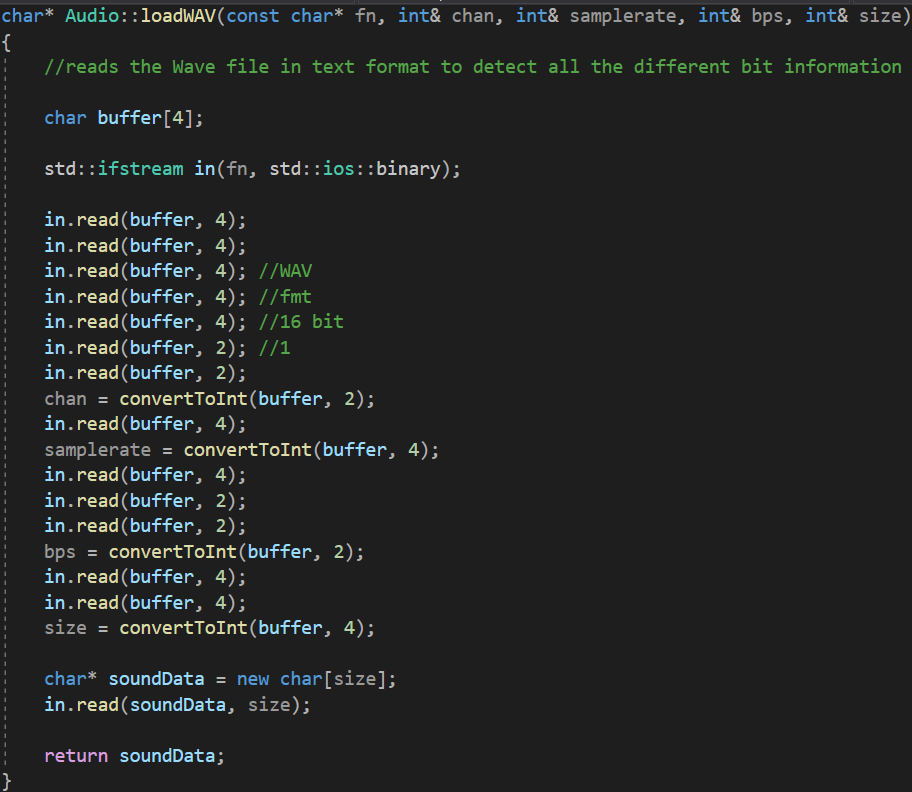 char* Audio::loadWAV(const char* fn, int& chan, int& samplerate, int& bps, int& size)
{
//reads the Wave file in text format to detect all the different bit information
char buffer[4];
std::ifstream in(fn, std::ios::binary);
in.read(buffer, 4);
in.read(buffer, 4);
in.read(buffer, 4); //WAV
in.read(buffer, 4); //fmt
in.read(buffer, 4); //16 bit
in.read(buffer, 2); //1
in.read(buffer, 2);
chan = convertToInt(buffer, 2);
in.read(buffer, 4);
samplerate = convertToInt(buffer, 4);
in.read(buffer, 4);
in.read(buffer, 2);
in.read(buffer, 2);
bps = convertToInt(buffer, 2);
in.read(buffer, 4);
in.read(buffer, 4);
size = convertToInt(buffer, 4);
char* soundData = new char[size];
in.read(soundData, size);
return soundData;
}